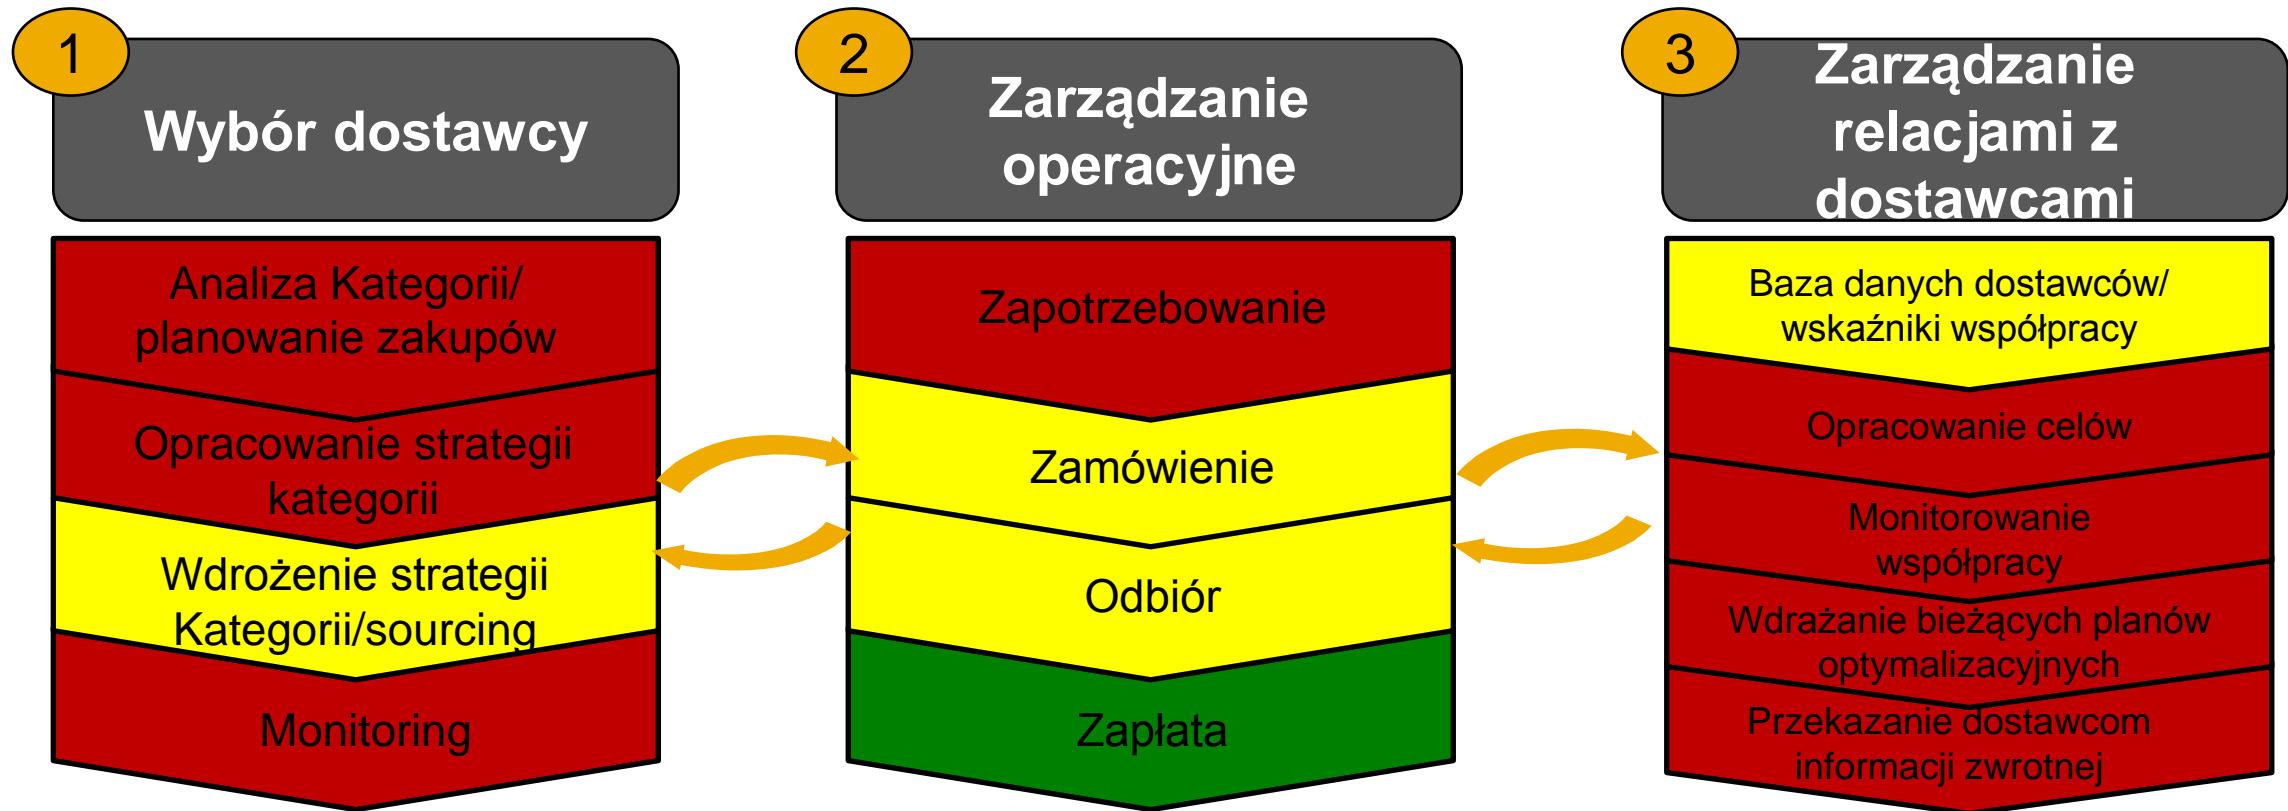 1
Wybór dostawcy
Analiza Kategorii/
planowanie zakupów
Opracowanie strategii
kategorii
Wdrożenie strategii
Kategorii/sourcing
Monitoring
2
Zarządzanie
operacyjne
Zapotrzebowanie
Zamówienie
Odbiór
Zapłata
3
Zarządzanie
relacjami z
dostawcami
Baza danych dostawców/
wskaźniki współpracy
Opracowanie celów
Monitorowanie
współpracy
Wdrażanie bieżących planów
optymalizacyjnych
Przekazanie dostawcom
informacji zwrotnej